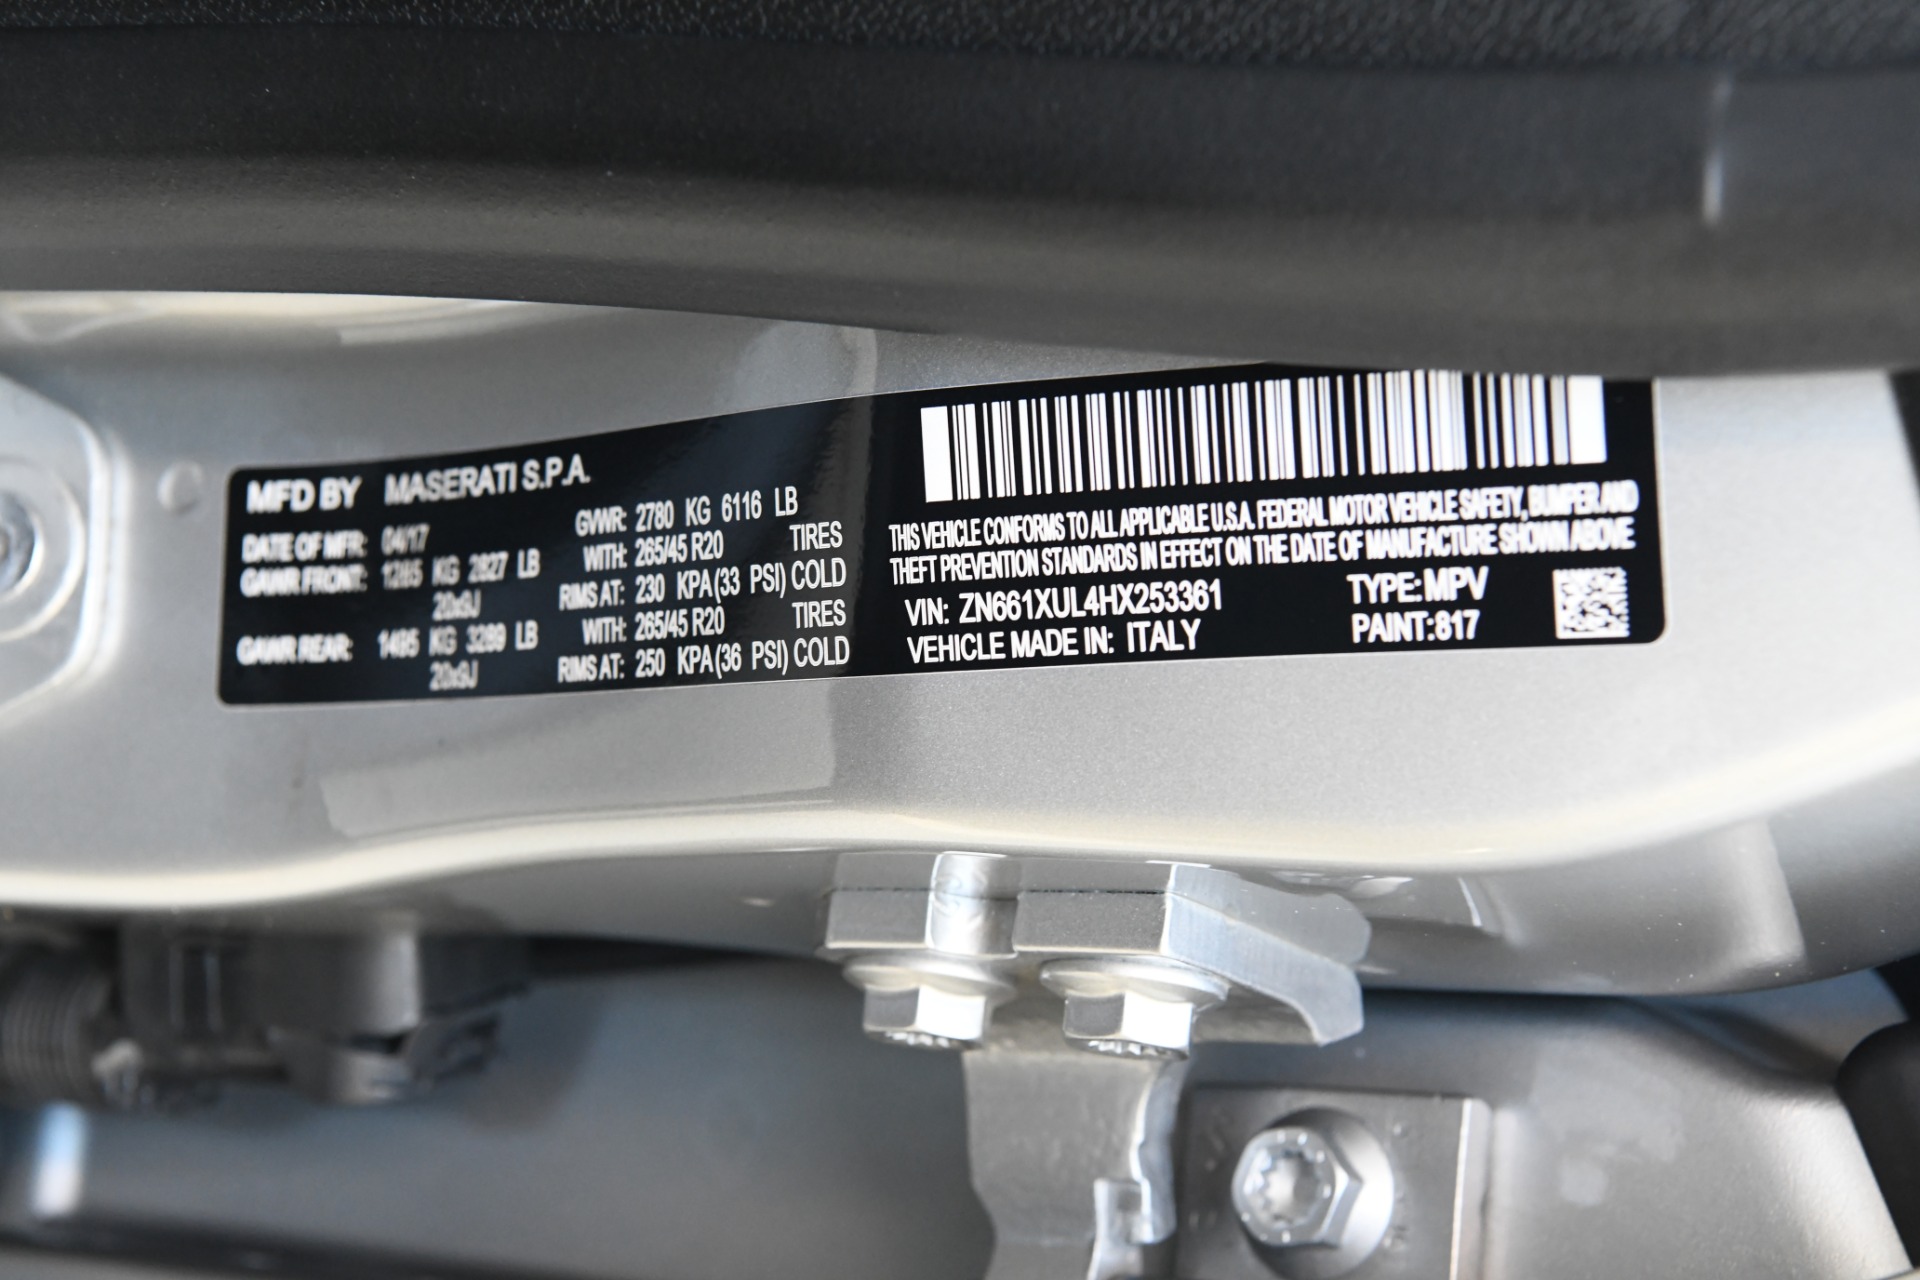 MFD BY MASERATI S.P.A.
DATE OF MFR: 04/17 GVWR: 2780 KG 6116 LB
GAWR FRONT: 1285 KG 2827 LB WITH: 265/45 R20 TIRES
20x9J RIMS AT: 230 KPA(33 PSI) COLD
GAWR REAR: 1495 KG 3289 LB WITH: 265/45 R20 TIRES
20x9J RIMS AT: 250 KPA(36 PSI) COLD
THIS VEHICLE CONFORMS TO ALL APPLICABLE U.S.A. FEDERAL MOTOR VEHICLE SAFETY, BUMPER AND
THEFT PREVENTION STANDARDS IN EFFECT ON THE DATE OF MANUFACTURE SHOWN ABOVE
VIN: ZN661XUL4HX253361 TYPE: MPV
VEHICLE MADE IN: ITALY PAINT: 817